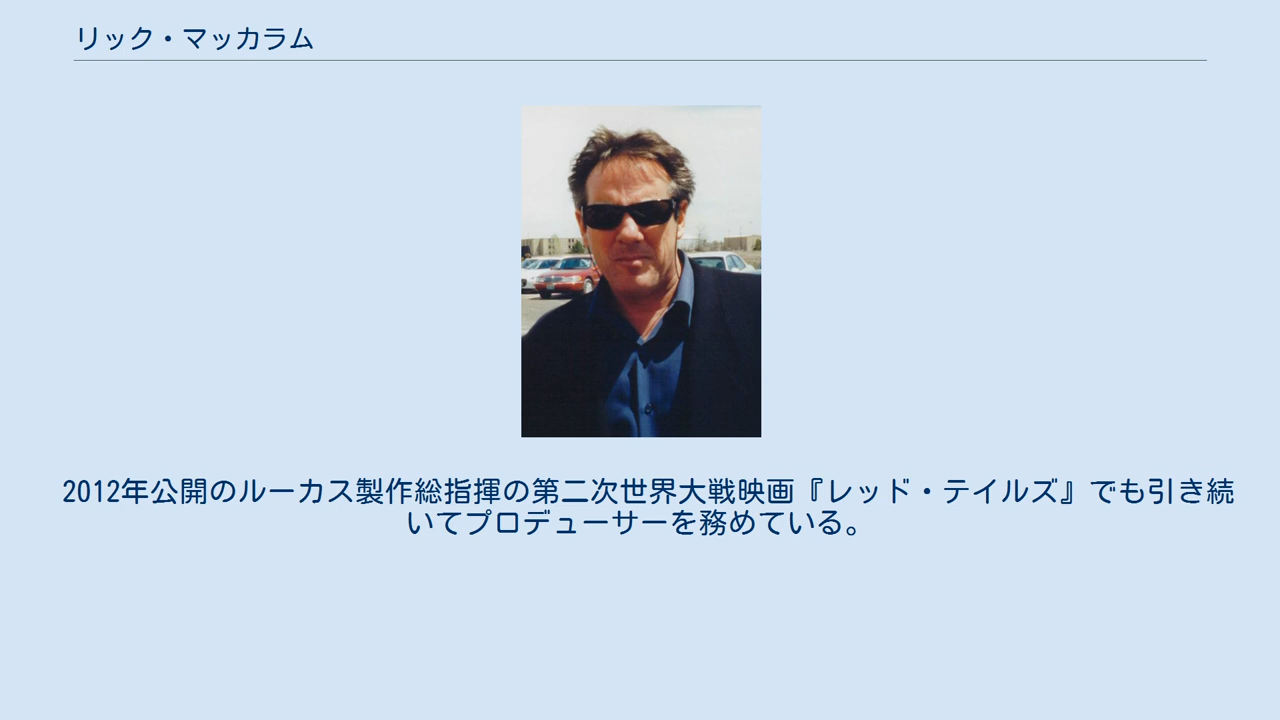 リック・マッカラム
2012年公開のルーカス製作総指揮の第二次世界大戦映画『レッド・テイルズ』でも引き続
いてプロデューサーを務めている。